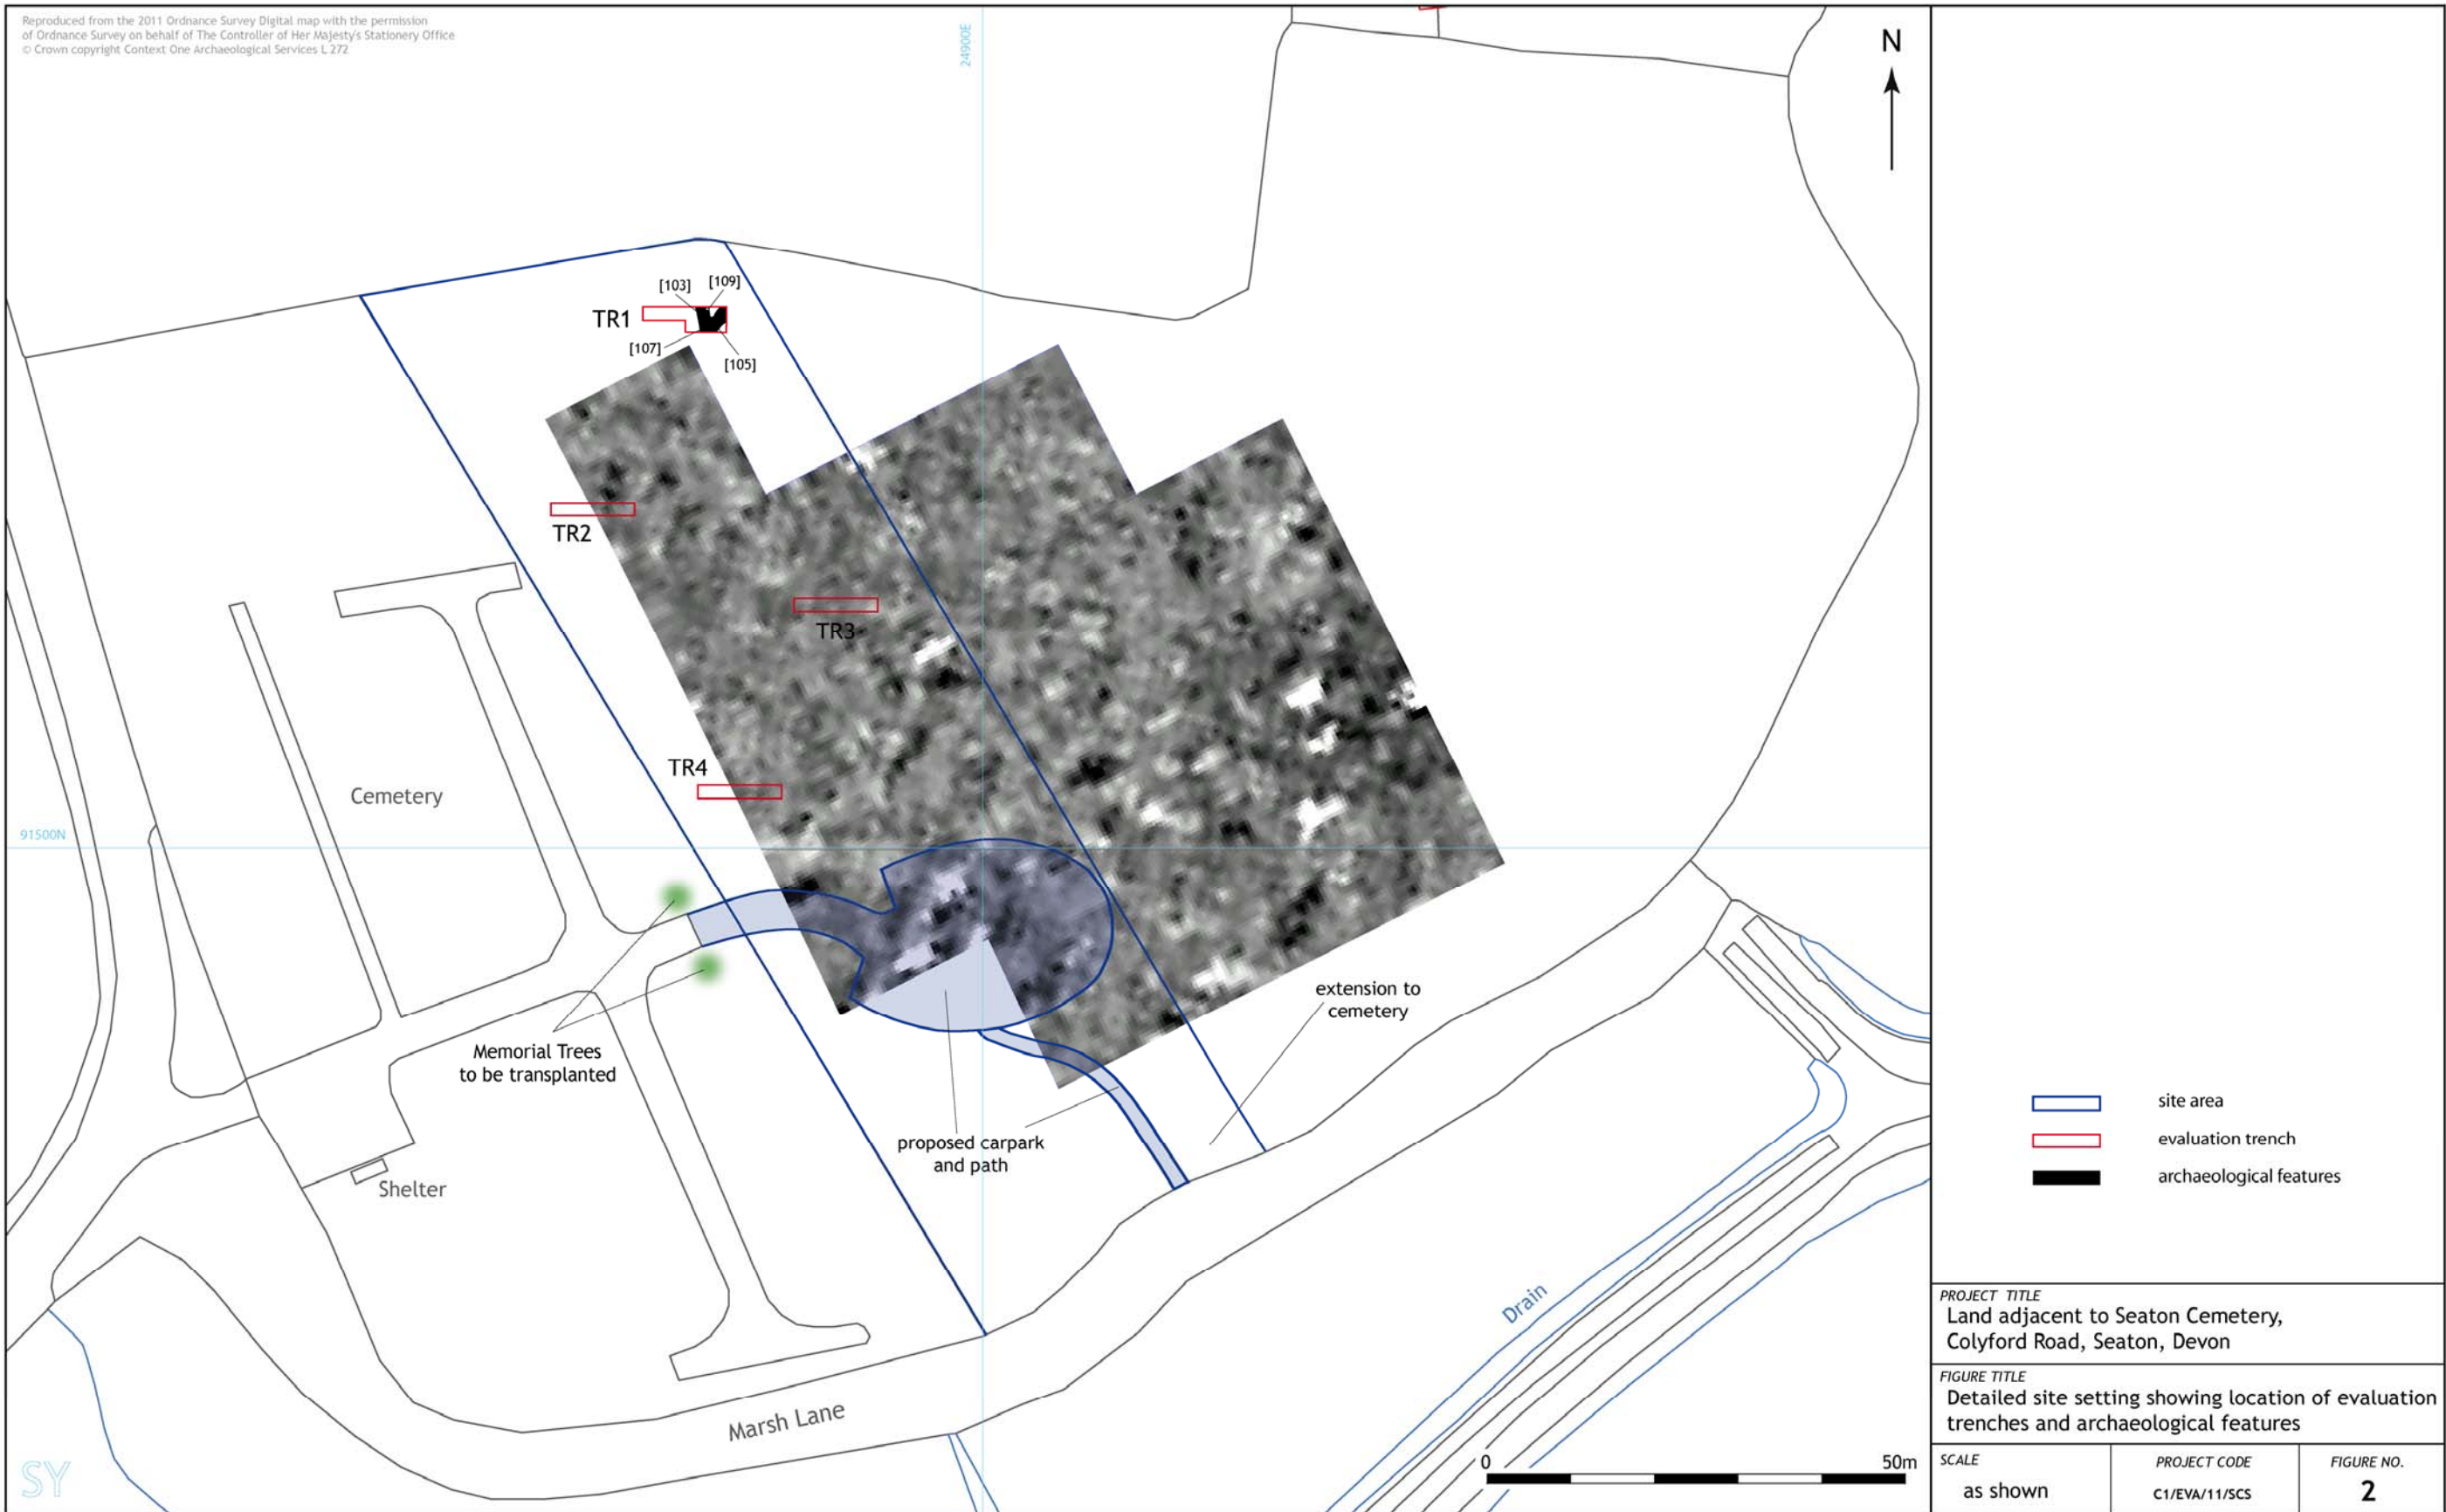 Reproduced from the 2011 Ordnance Survey Digital map with the permission
of Ordnance Survey on behalf of The Controller of Her Majesty's Stationery Office
© Crown copyright Context One Archaeological Services L 272
24900E
N
[103]
[109]
TR1
[107]
[105]
TR2
TR3
TR4
Cemetery
91500N
extension to
cemetery
Memorial Trees
to be transplanted
proposed carpark
and path
Shelter
Drain
Marsh Lane
SY
0
50m
site area
evaluation trench
archaeological features
PROJECT TITLE
Land adjacent to Seaton Cemetery,
Colyford Road, Seaton, Devon
FIGURE TITLE
Detailed site setting showing location of evaluation
trenches and archaeological features
SCALE
as shown
PROJECT CODE
C1/EVA/11/SCS
FIGURE NO.
2